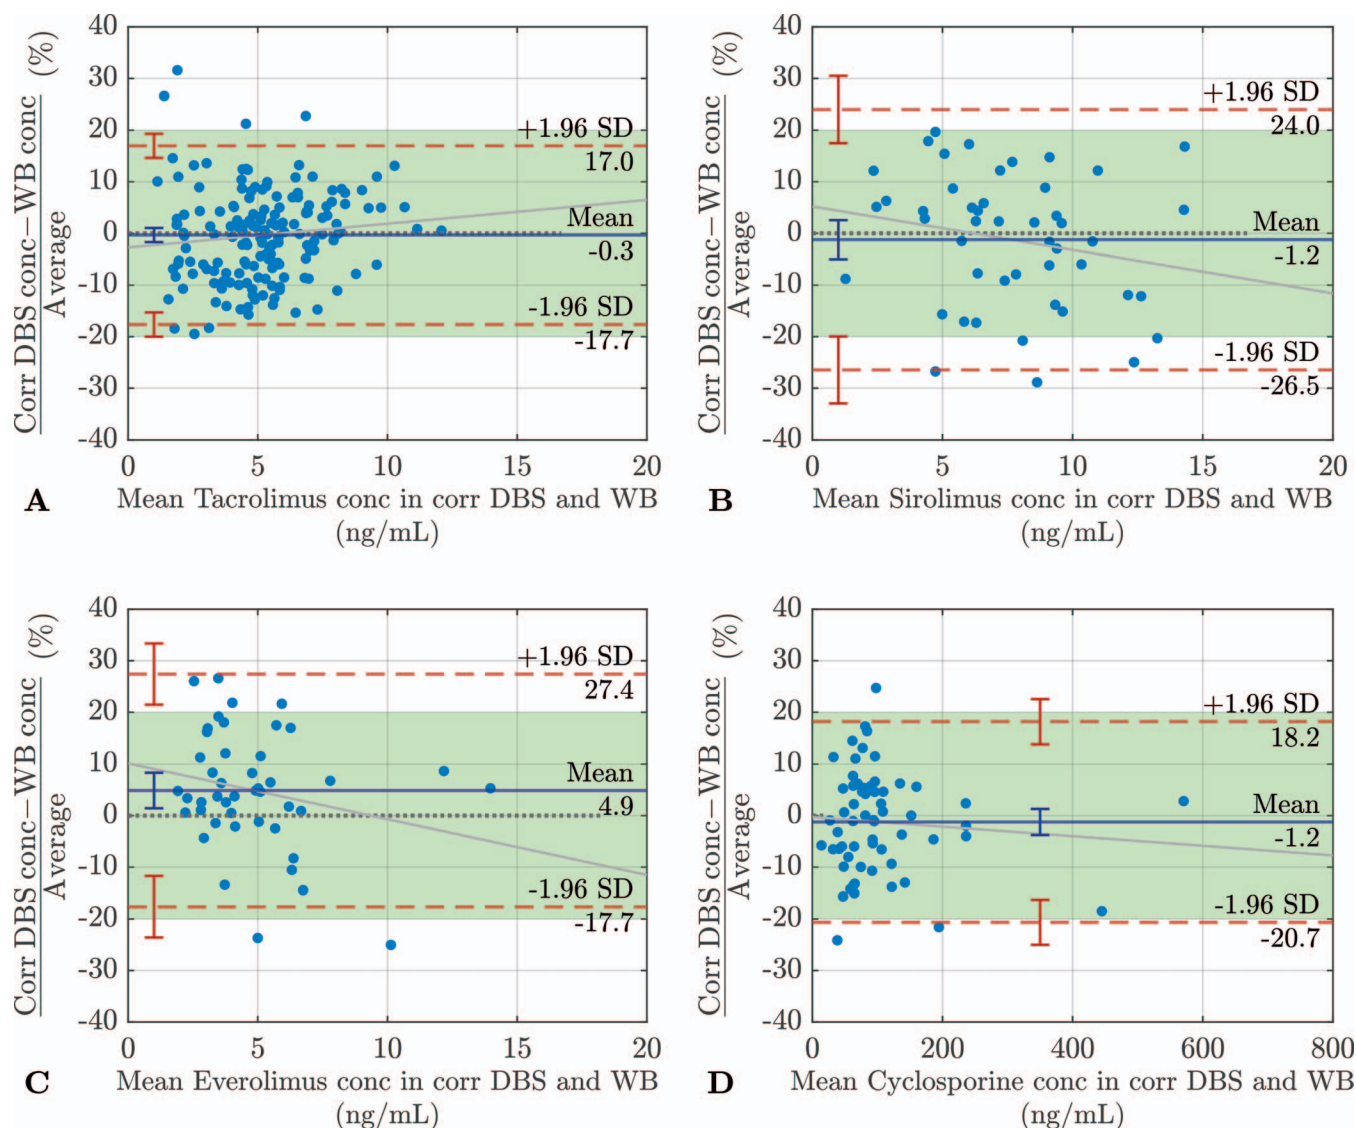 40
30
20
10
0
-10
-20
-30
-40
Corr DBS conc−WB conc (%)
Average
+1.96 SD
17.0
Mean
-0.3
-1.96 SD
-17.7
0 5 10 15 20
A Mean Tacrolimus conc in corr DBS and WB
(ng/mL)
40
30
20
10
0
-10
-20
-30
-40
Corr DBS conc−WB conc (%)
Average
+1.96 SD
24.0
Mean
-1.2
-1.96 SD
-26.5
0 5 10 15 20
B Mean Sirolimus conc in corr DBS and WB
(ng/mL)
40
30
20
10
0
-10
-20
-30
-40
Corr DBS conc−WB conc (%)
Average
+1.96 SD
27.4
Mean
4.9
-1.96 SD
-17.7
0 5 10 15 20
C Mean Everolimus conc in corr DBS and WB
(ng/mL)
40
30
20
10
0
-10
-20
-30
-40
Corr DBS conc−WB conc (%)
Average
+1.96 SD
18.2
Mean
-1.2
-1.96 SD
-20.7
0 200 400 600 800
D Mean Cyclosporine conc in corr DBS and WB
(ng/mL)